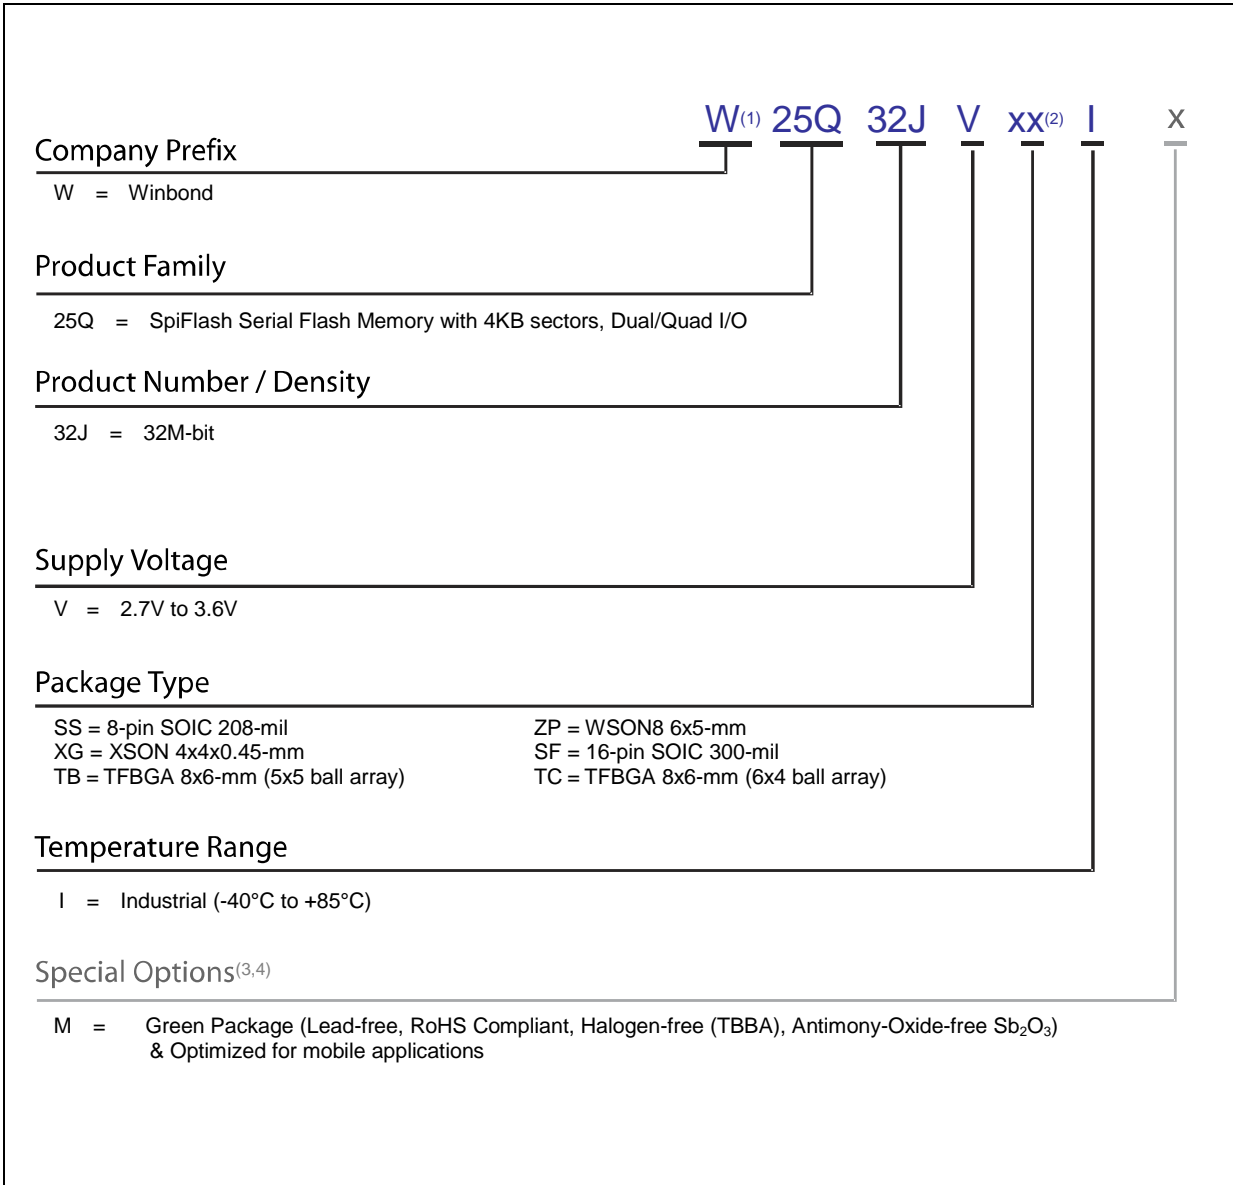 W(1) 25Q 32J V xx(2) I x
Company Prefix
W = Winbond
Product Family
25Q = SpiFlash Serial Flash Memory with 4KB sectors, Dual/Quad I/O
Product Number / Density
32J = 32M-bit
Supply Voltage
V = 2.7V to 3.6V
Package Type
SS = 8-pin SOIC 208-mil ZP = WSON8 6x5-mm
XG = XSON 4x4x0.45-mm SF = 16-pin SOIC 300-mil
TB = TFBGA 8x6-mm (5x5 ball array) TC = TFBGA 8x6-mm (6x4 ball array)
Temperature Range
I = Industrial (-40°C to +85°C)
Special Options(3,4)
M = Green Package (Lead-free, RoHS Compliant, Halogen-free (TBBA), Antimony-Oxide-free Sb₂O₃)
& Optimized for mobile applications